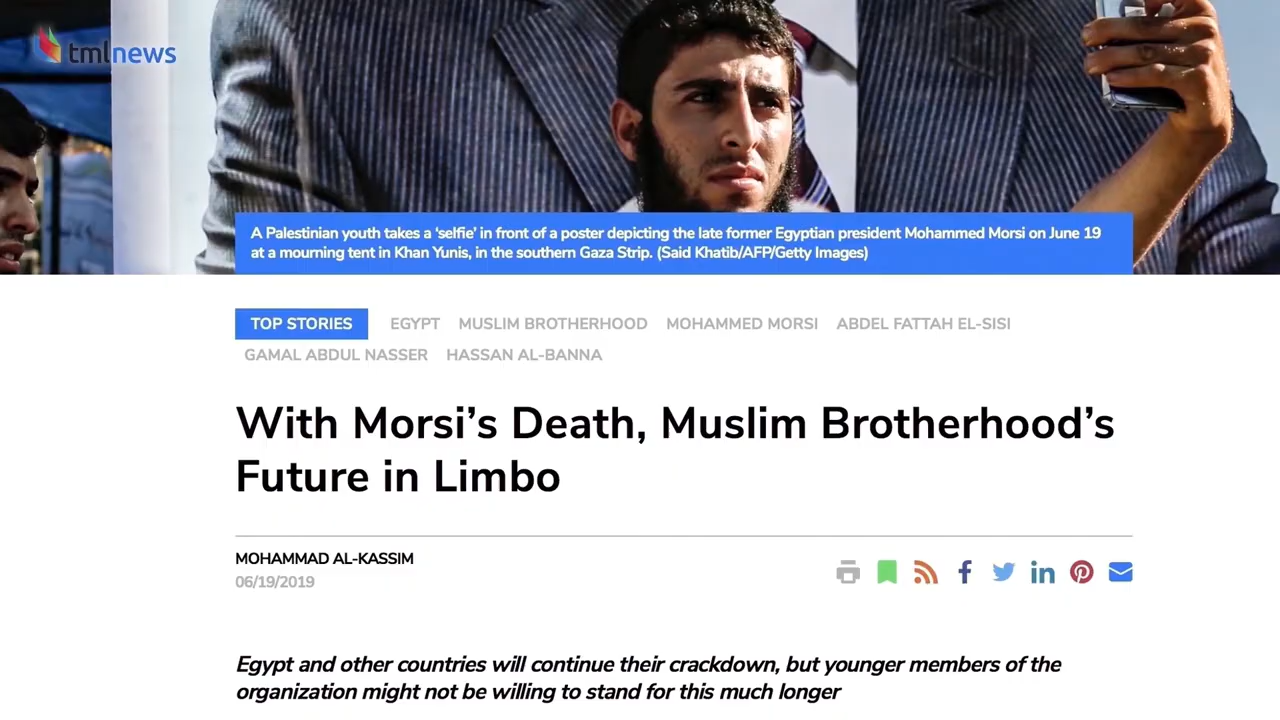 tmlnews
A Palestinian youth takes a ‘selfie’ in front of a poster depicting the late former Egyptian president Mohammed Morsi on June 19
at a mourning tent in Khan Yunis, in the southern Gaza Strip. (Said Khatib/AFP/Getty Images)
TOP STORIES EGYPT MUSLIM BROTHERHOOD MOHAMMED MORSI ABDEL FATTAH EL-SISI
GAMAL ABDUL NASSER HASSAN AL-BANNA
With Morsi’s Death, Muslim Brotherhood’s
Future in Limbo
MOHAMMAD AL-KASSIM
06/19/2019
Egypt and other countries will continue their crackdown, but younger members of the
organization might not be willing to stand for this much longer